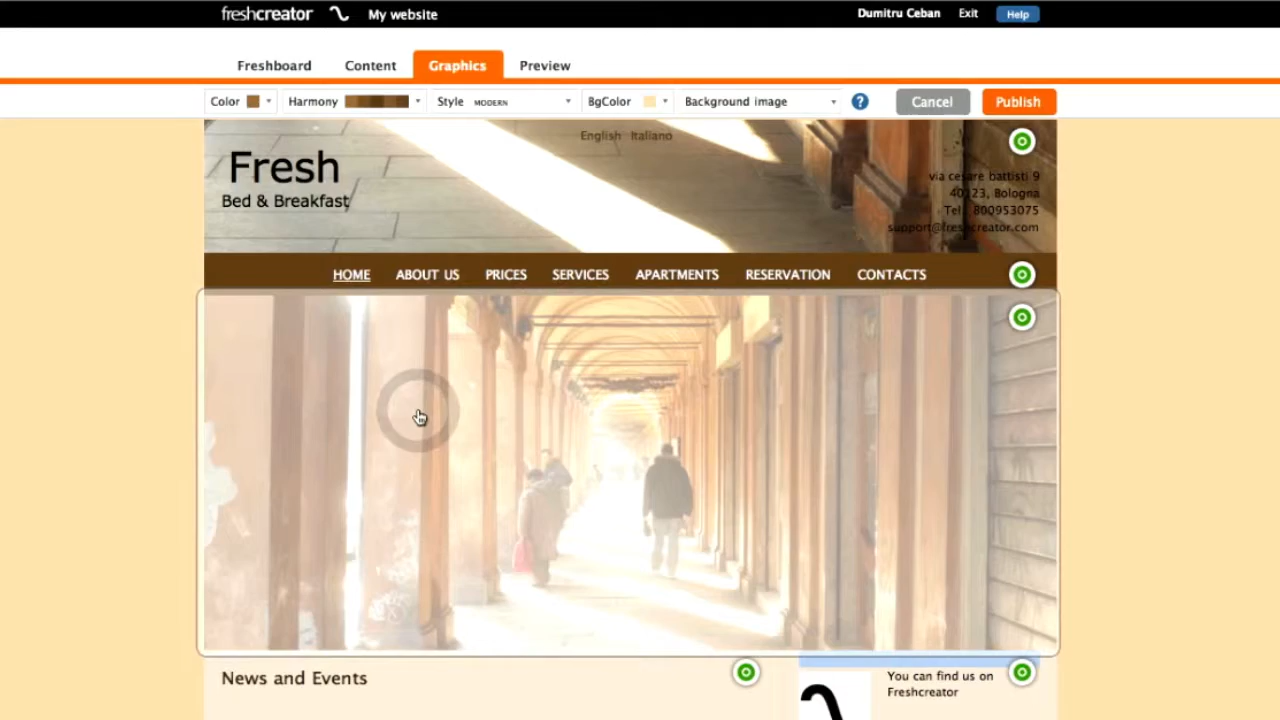 freshcreator My website Dumitru Ceban Exit Help
Freshboard Content Graphics Preview
Color Harmony Style MODERN BgColor Background image ? Cancel Publish
English Italiano
Fresh
Bed & Breakfast
via cesare battisti 9
40123, Bologna
Tel. 800953075
support@freshcreator.com
HOME ABOUT US PRICES SERVICES APARTMENTS RESERVATION CONTACTS
News and Events
You can find us on
Freshcreator